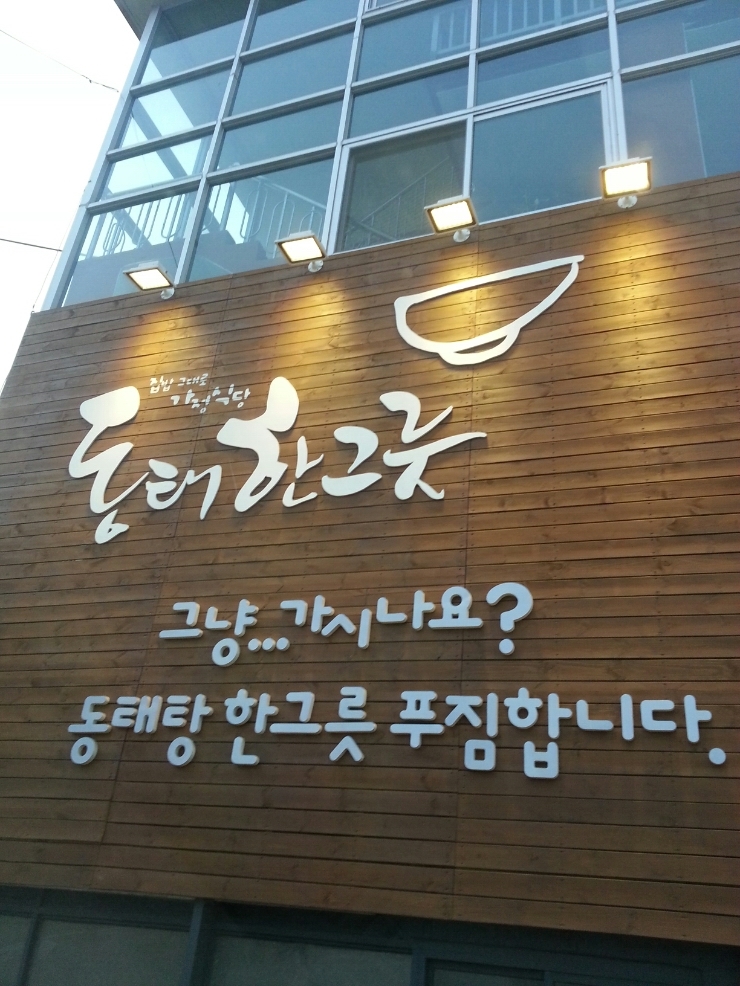 집밥 그대로
가정식당
동태한그릇
그냥...가시나요?
동태탕 한그릇 푸짐합니다.